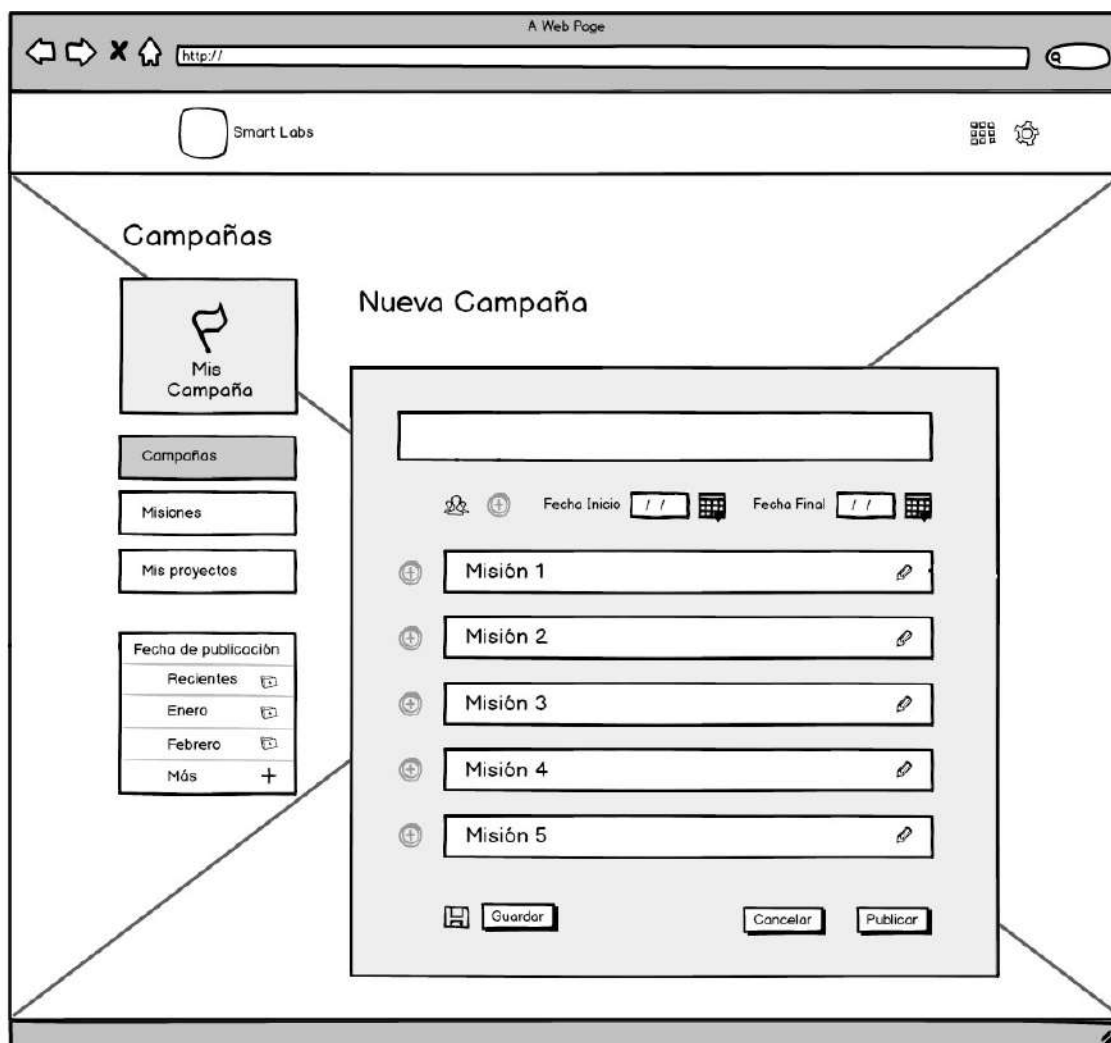 A Web Page
http://
Smart Labs
Campañas
Nueva Campaña
Mis
Campaña
Campañas
Misiones
Mis proyectos
Fecha de publicación
Recientes
Enero
Febrero
Más
Fecha Inicio / / Fecha Final / /
Misión 1
Misión 2
Misión 3
Misión 4
Misión 5
Guardar Cancelar Publicar